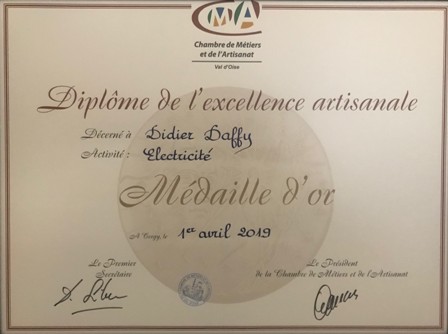 CMA
Chambre de Métiers
et de l'Artisanat
Val d'Oise
Diplôme de l'excellence artisanale
Décerné à Didier Daffy
Activité : Electricité
Médaille d'or
A Cergy, le 1er avril 2019
Le Premier
Secrétaire
Le Président
de la Chambre de Métiers et de l'Artisanat